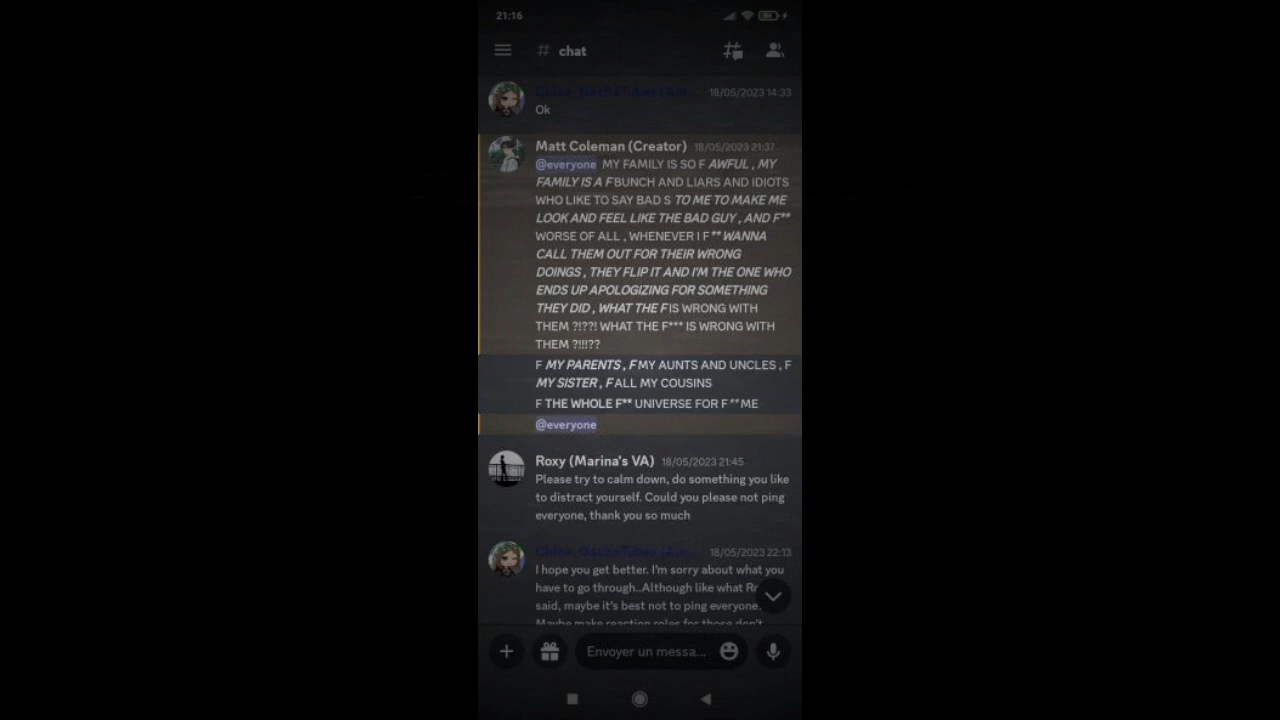 21:16
# chat
18/05/2023 14:33
Ok
Matt Coleman (Creator) 18/05/2023 21:37
@everyone MY FAMILY IS SO F AWFUL , MY
FAMILY IS A F BUNCH AND LIARS AND IDIOTS
WHO LIKE TO SAY BAD S TO ME TO MAKE ME
LOOK AND FEEL LIKE THE BAD GUY , AND F**
WORSE OF ALL , WHENEVER I F** WANNA
CALL THEM OUT FOR THEIR WRONG
DOINGS , THEY FLIP IT AND I'M THE ONE WHO
ENDS UP APOLOGIZING FOR SOMETHING
THEY DID , WHAT THE F IS WRONG WITH
THEM ?!??! WHAT THE F*** IS WRONG WITH
THEM ?!!!??
F MY PARENTS , F MY AUNTS AND UNCLES , F
MY SISTER , F ALL MY COUSINS
F THE WHOLE F** UNIVERSE FOR F** ME
@everyone
Roxy (Marina's VA) 18/05/2023 21:45
Please try to calm down, do something you like
to distract yourself. Could you please not ping
everyone, thank you so much
18/05/2023 22:13
I hope you get better. I'm sorry about what you
have to go through..Although like what
said, maybe it's best not to ping everyone.
Maybe make reaction roles for those don't
Envoyer un messa...